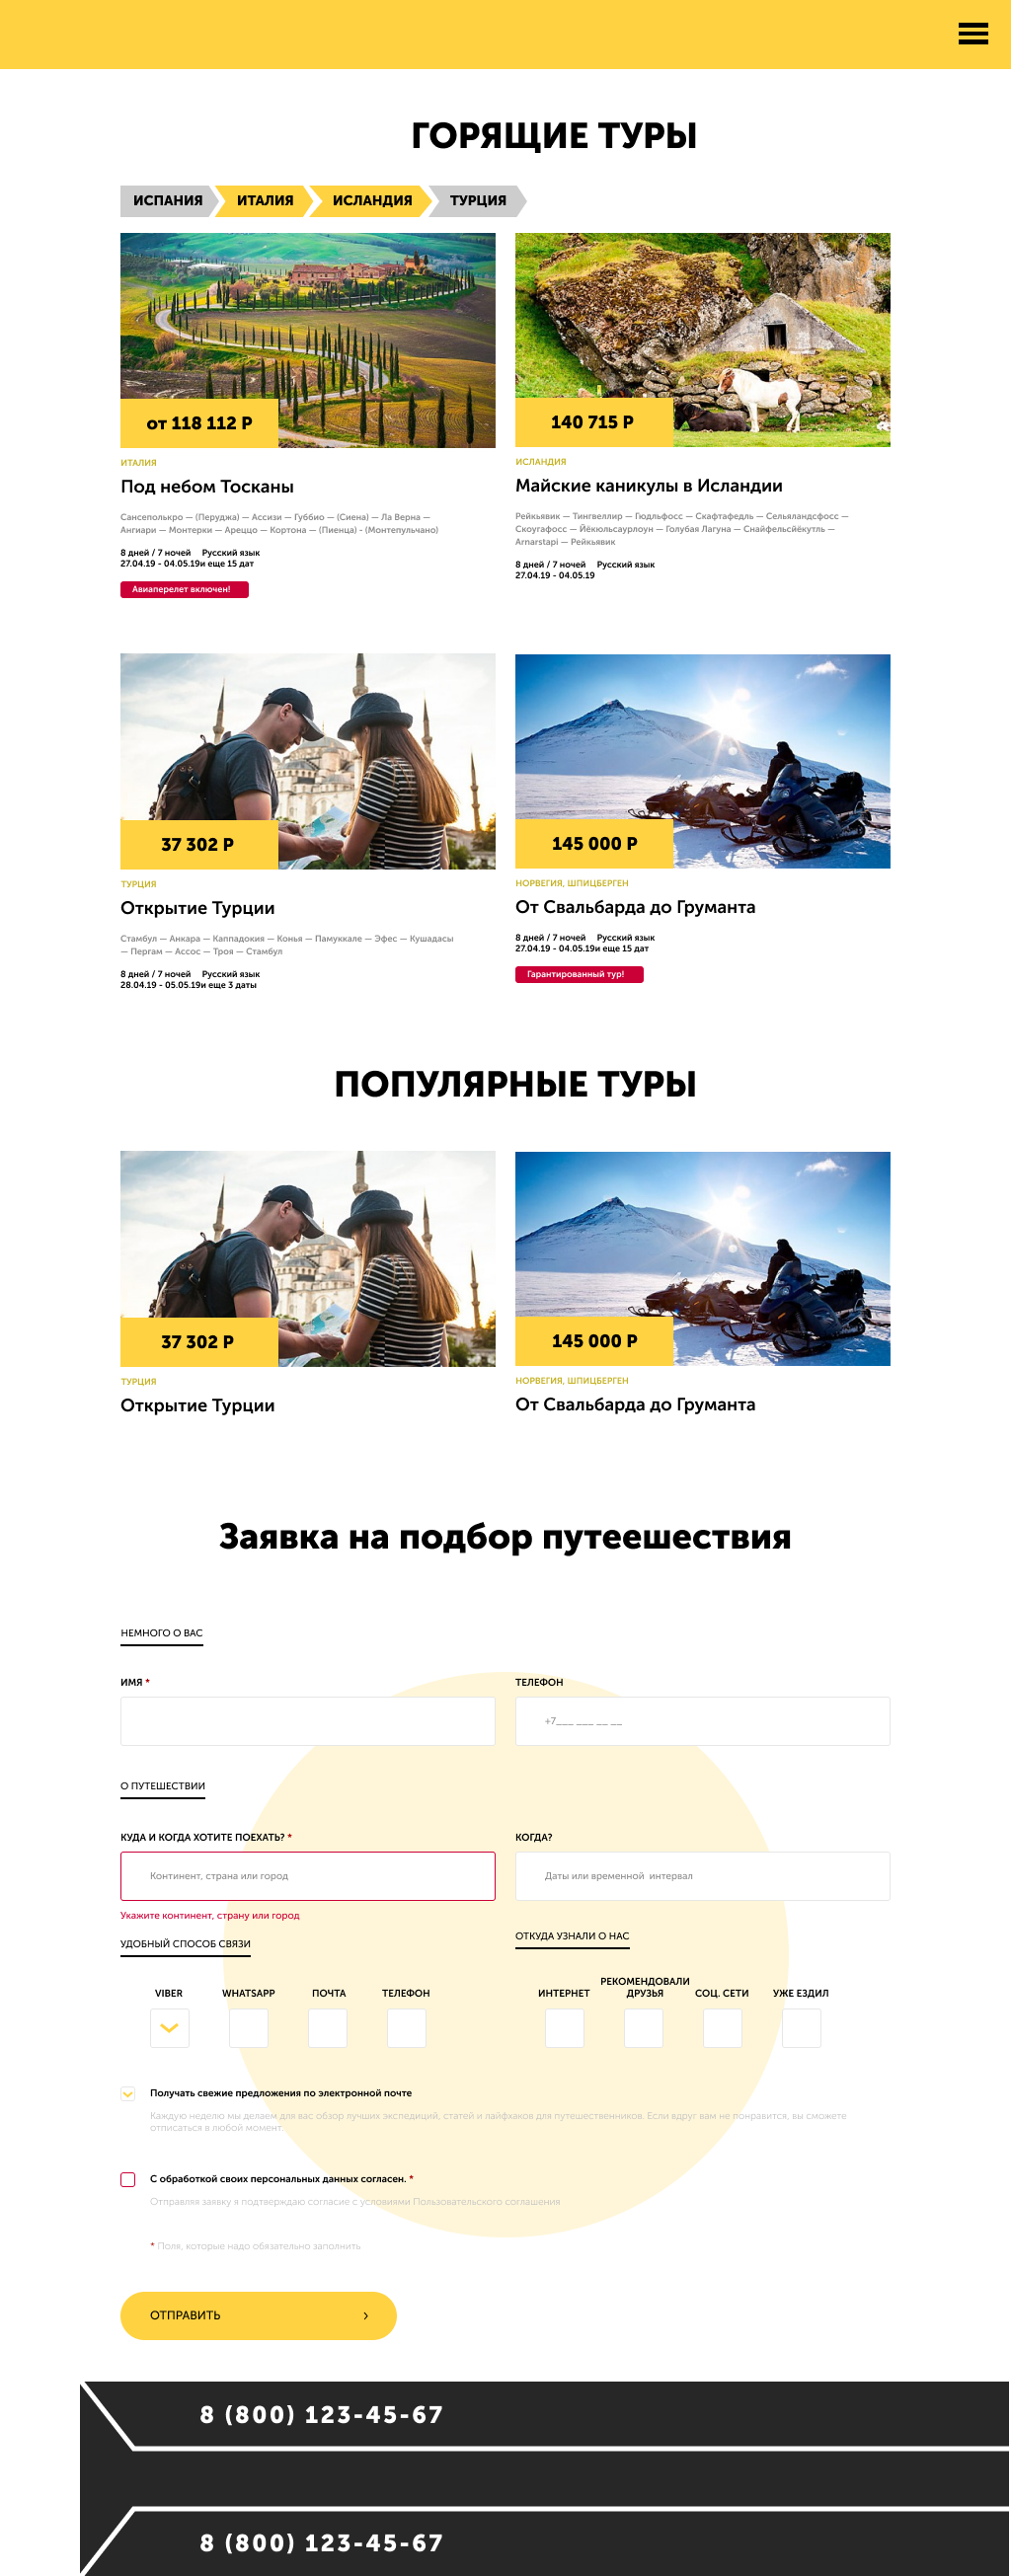 ГОРЯЩИЕ ТУРЫ
ИСПАНИЯ
ИТАЛИЯ
ИСЛАНДИЯ
ТУРЦИЯ
от 118 112 Р
ИТАЛИЯ
Под небом Тосканы
Сансеполькро — (Перуджа) — Ассизи — Губбио — (Сиена) — Ла Верна —
Ангиари — Монтерки — Ареццо — Кортона — (Пиенца) - (Монтепульчано)
8 дней / 7 ночей Русский язык
27.04.19 - 04.05.19и еще 15 дат
Авиаперелет включен!
140 715 Р
ИСЛАНДИЯ
Майские каникулы в Исландии
Рейкьявик — Тингвеллир — Гюдльфосс — Скафтафедль — Сельяландсфосс —
Скоугафосс — Йёкюльсаурлоун — Голубая Лагуна — Снайфельсйёкутль —
Arnarstapi — Рейкьявик
8 дней / 7 ночей Русский язык
27.04.19 - 04.05.19
37 302 Р
ТУРЦИЯ
Открытие Турции
Стамбул — Анкара — Каппадокия — Конья — Памуккале — Эфес — Кушадасы
— Пергам — Ассос — Троя — Стамбул
8 дней / 7 ночей Русский язык
28.04.19 - 05.05.19и еще 3 даты
145 000 Р
НОРВЕГИЯ, ШПИЦБЕРГЕН
От Свальбарда до Груманта
8 дней / 7 ночей Русский язык
27.04.19 - 04.05.19и еще 15 дат
Гарантированный тур!
ПОПУЛЯРНЫЕ ТУРЫ
37 302 Р
ТУРЦИЯ
Открытие Турции
145 000 Р
НОРВЕГИЯ, ШПИЦБЕРГЕН
От Свальбарда до Груманта
Заявка на подбор путеешествия
НЕМНОГО О ВАС
ИМЯ *
ТЕЛЕФОН
+7___ ___ __ __
О ПУТЕШЕСТВИИ
КУДА И КОГДА ХОТИТЕ ПОЕХАТЬ? *
Континент, страна или город
Укажите континент, страну или город
КОГДА?
Даты или временной интервал
УДОБНЫЙ СПОСОБ СВЯЗИ
VIBER
WHATSAPP
ПОЧТА
ТЕЛЕФОН
ОТКУДА УЗНАЛИ О НАС
ИНТЕРНЕТ
РЕКОМЕНДОВАЛИ
ДРУЗЬЯ
СОЦ. СЕТИ
УЖЕ ЕЗДИЛ
Получать свежие предложения по электронной почте
Каждую неделю мы делаем для вас обзор лучших экспедиций, статей и лайфхаков для путешественников. Если вдруг вам не понравится, вы сможете
отписаться в любой момент.
С обработкой своих персональных данных согласен. *
Отправляя заявку я подтверждаю согласие с условиями Пользовательского соглашения
* Поля, которые надо обязательно заполнить
ОТПРАВИТЬ
8 (800) 123-45-67
8 (800) 123-45-67